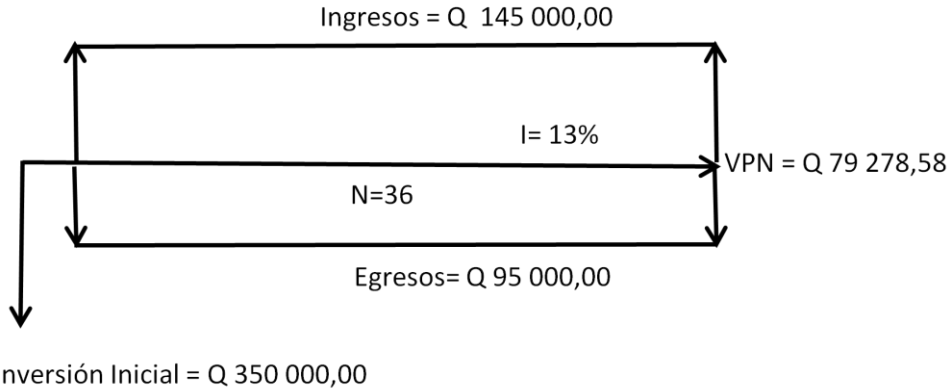 Ingresos = Q  145 000,00
I= 13%
VPN = Q 79 278,58
N=36
Egresos= Q 95 000,00
nversión Inicial = Q 350 000,00